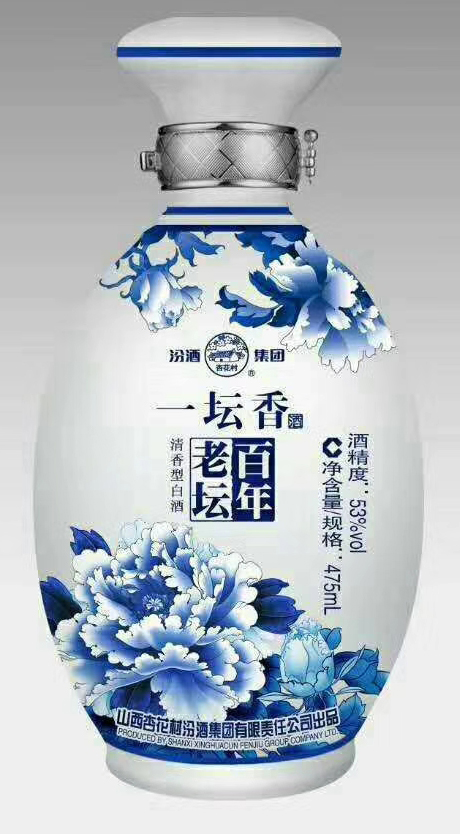 汾酒 杏花村 ® 集团
一坛香酒
百年
老坛
清香型白酒
酒精度：53%vol
净含量/规格：475mL
山西杏花村汾酒集团有限责任公司出品
PRODUCED BY SHANXI XINGHUACUN FENJIU GROUP COMPANY LTD.